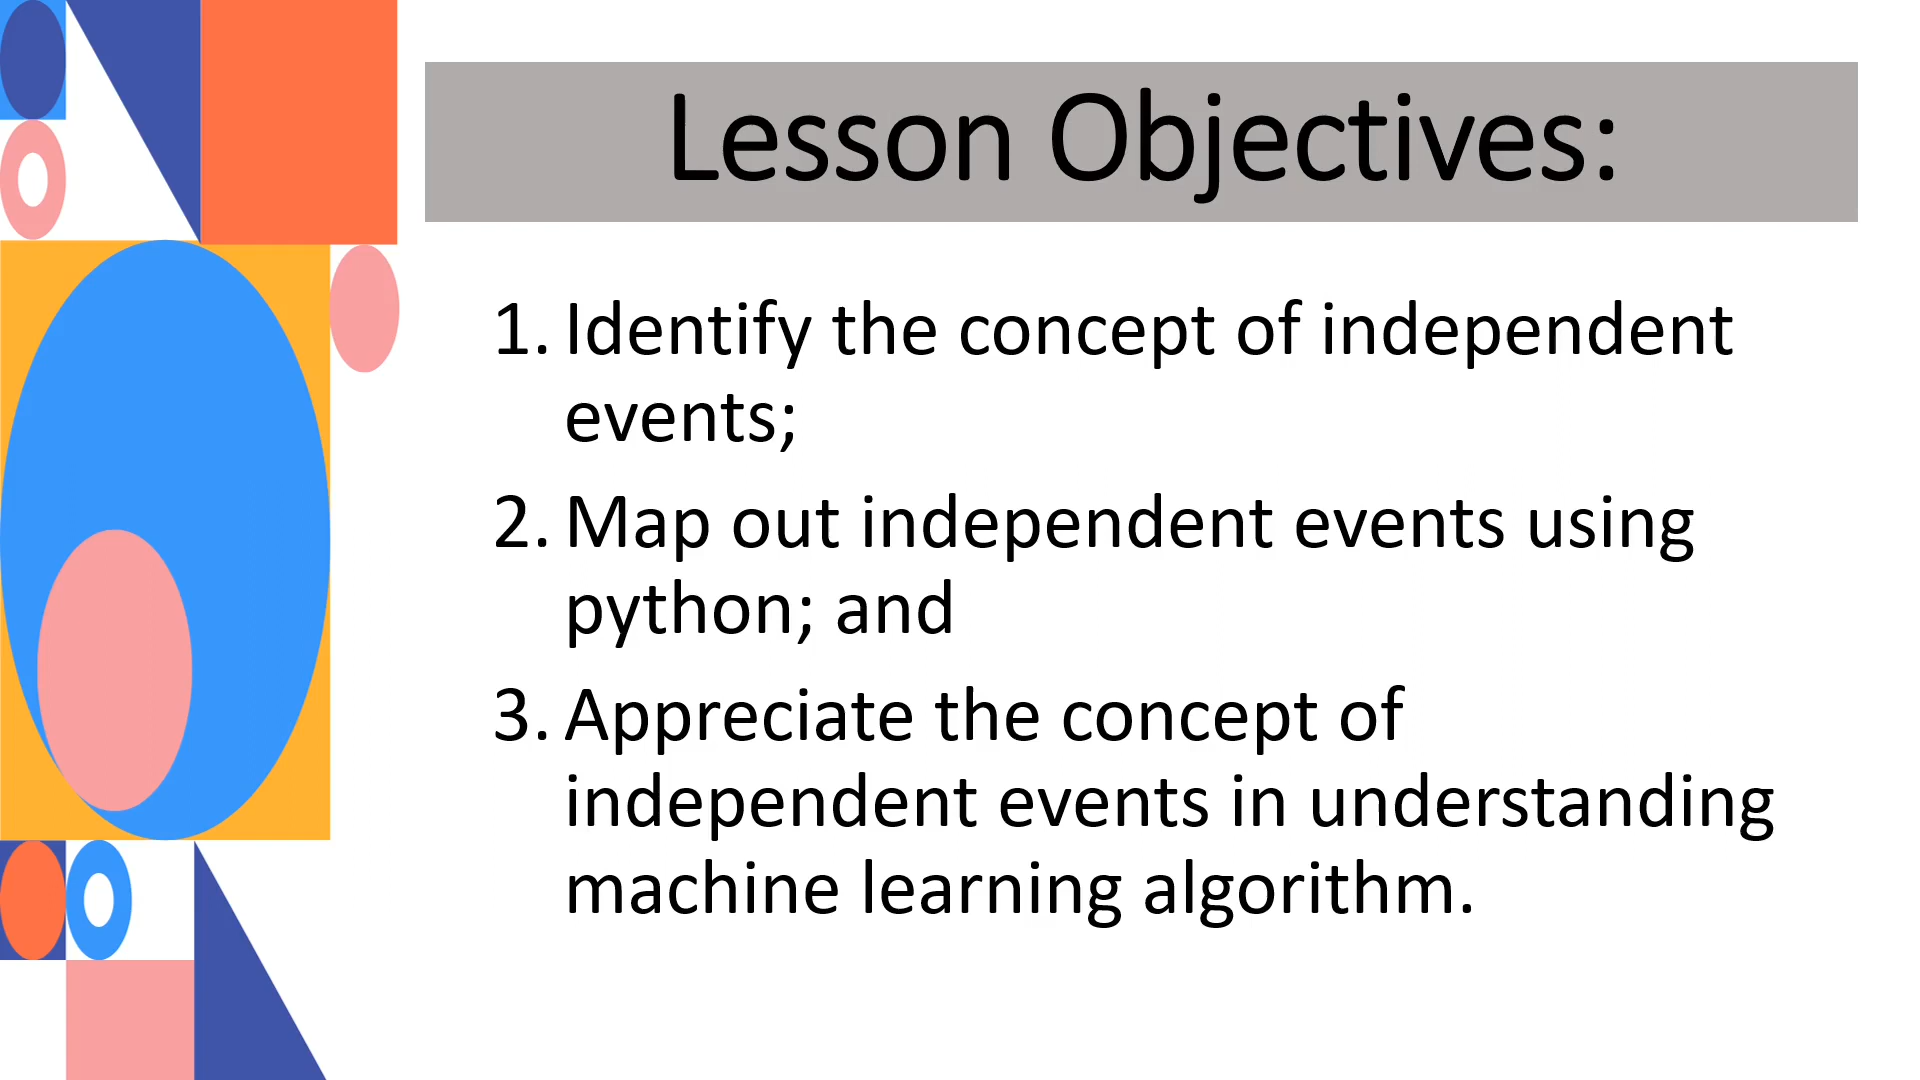 Lesson Objectives:
1. Identify the concept of independent
events;
2. Map out independent events using
python; and
3. Appreciate the concept of
independent events in understanding
machine learning algorithm.